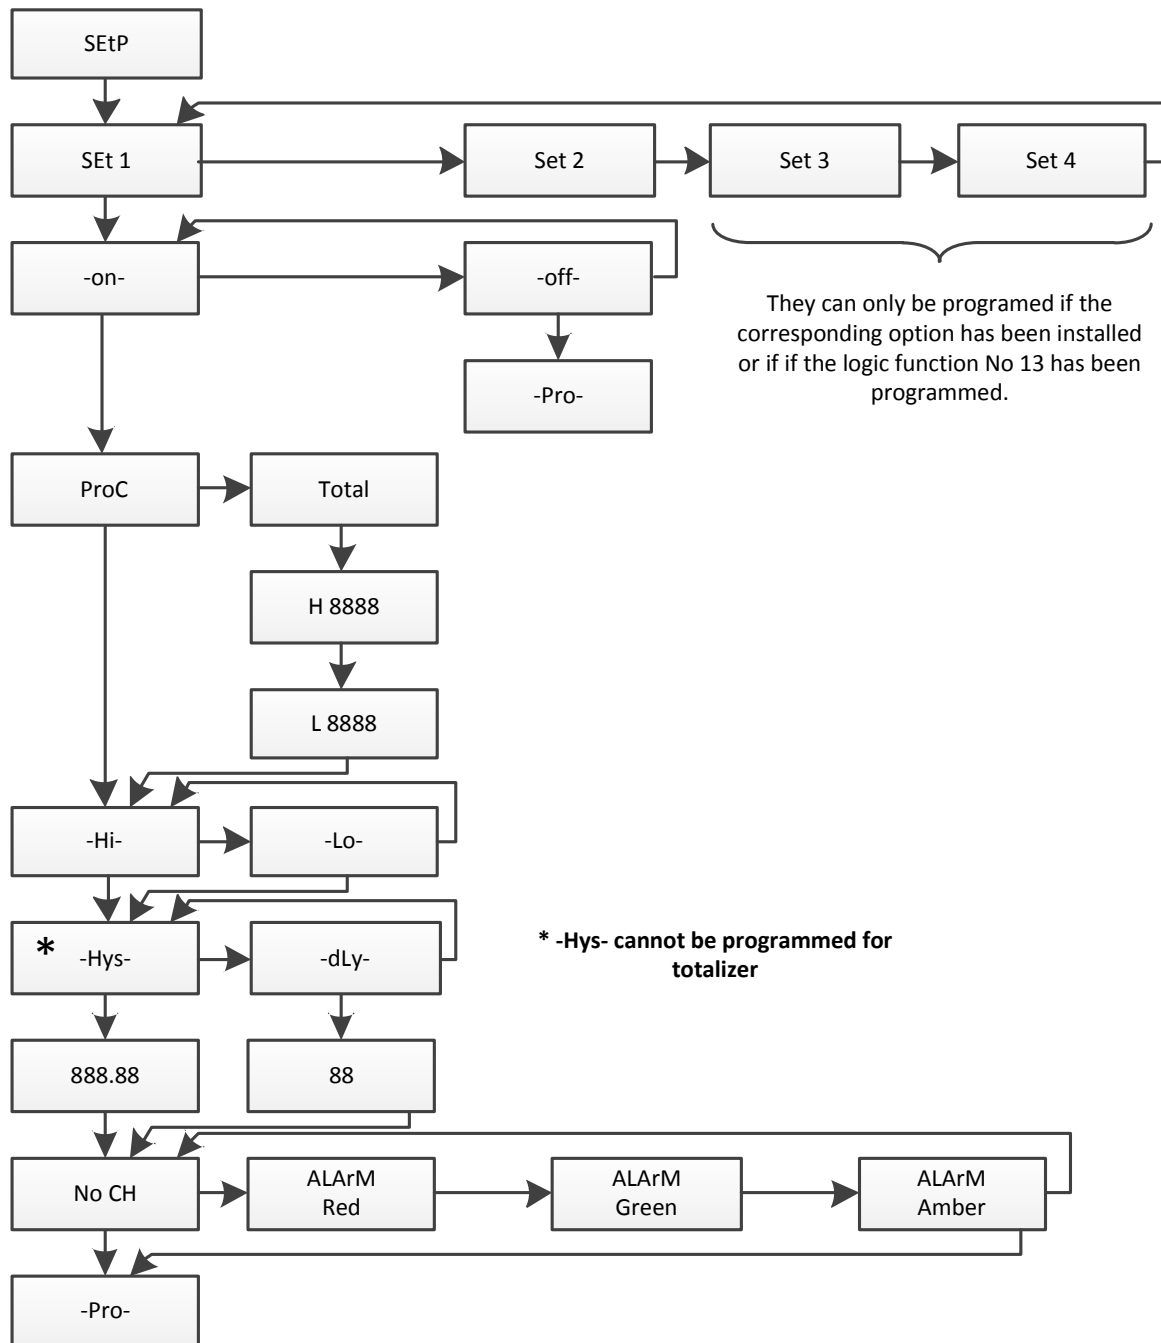 SEtP
SEt 1
Set 2
Set 3
Set 4
-on-
-off-
They can only be programed if the
corresponding option has been installed
or if if the logic function No 13 has been
programmed.
-Pro-
ProC
Total
H 8888
L 8888
-Hi-
-Lo-
* -Hys-
-dLy-
* -Hys- cannot be programmed for
totalizer
888.88
88
No CH
ALArM
Red
ALArM
Green
ALArM
Amber
-Pro-